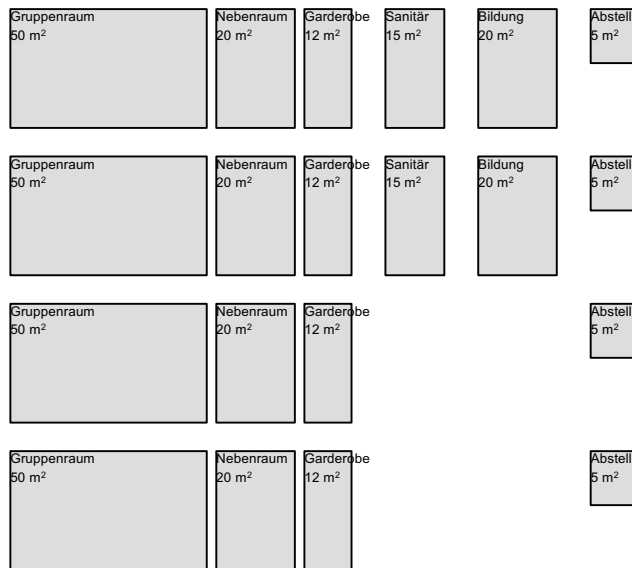 Gruppenraum
50 m²
Nebenraum
20 m²
Garderobe
12 m²
Sanitär
15 m²
Bildung
20 m²
Abstell
5 m²
Gruppenraum
50 m²
Nebenraum
20 m²
Garderobe
12 m²
Sanitär
15 m²
Bildung
20 m²
Abstell
5 m²
Gruppenraum
50 m²
Nebenraum
20 m²
Garderobe
12 m²
Abstell
5 m²
Gruppenraum
50 m²
Nebenraum
20 m²
Garderobe
12 m²
Abstell
5 m²